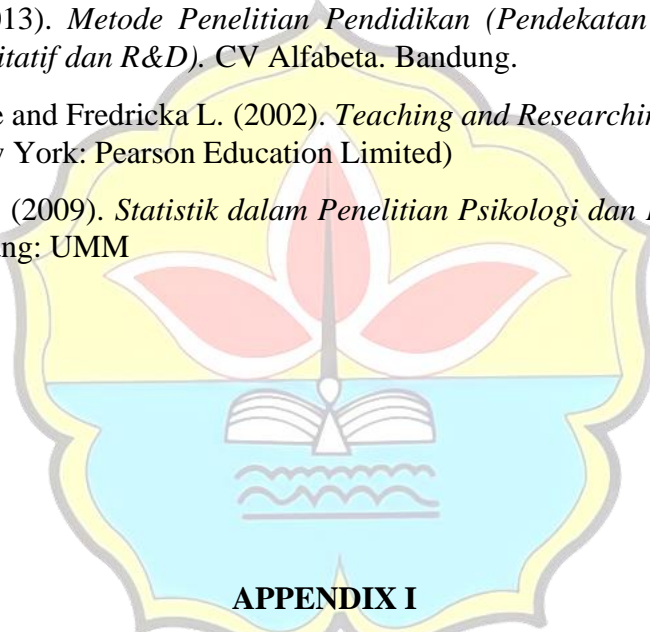 013). Metode Penelitian Pendidikan (Pendekatan
itatif dan R&D). CV Alfabeta. Bandung.
e and Fredricka L. (2002). Teaching and Researchin
York: Pearson Education Limited)
(2009). Statistik dalam Penelitian Psikologi dan
ang: UMM
APPENDIX I